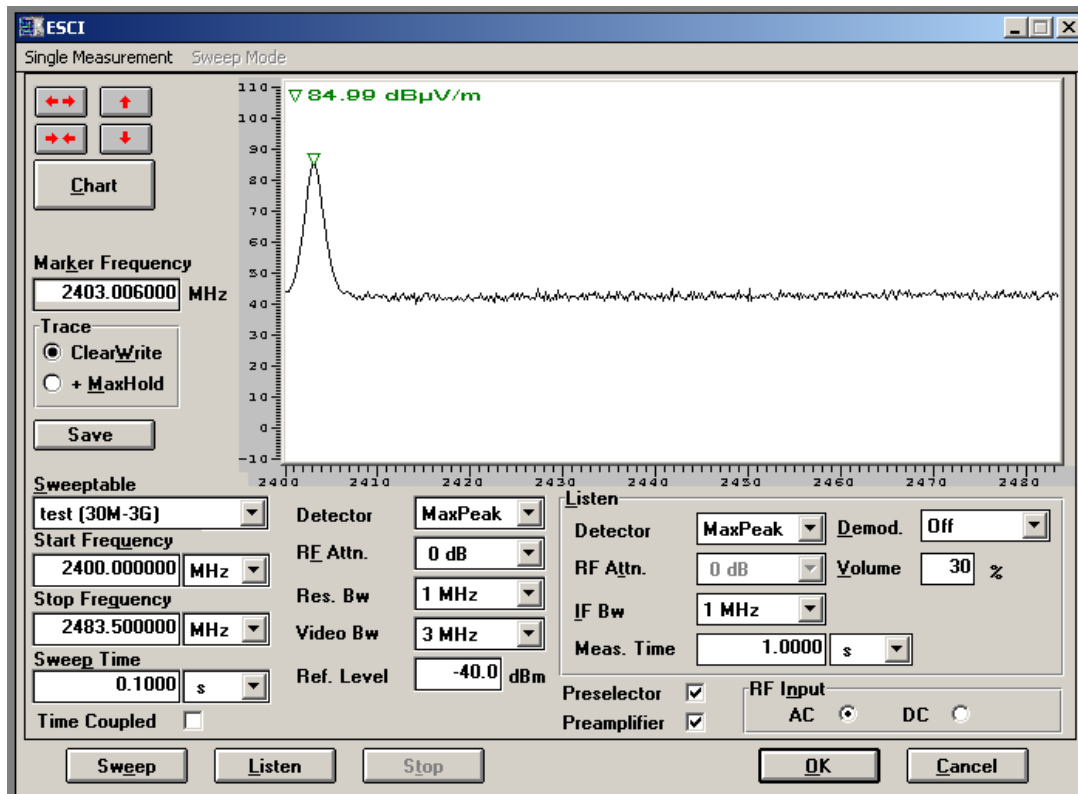 ESCI
Single Measurement Sweep Mode
110
▽84.99 dBµV/m
100
90
80
70
60
50
40
30
20
10
0
-10
2400 2410 2420 2430 2440 2450 2460 2470 2480
Chart
Marker Frequency
2403.006000 MHz
Trace
ClearWrite
+ MaxHold
Save
Sweeptable
test (30M-3G)
Start Frequency
2400.000000 MHz
Stop Frequency
2483.500000 MHz
Sweep Time
0.1000 s
Time Coupled
Detector MaxPeak
RF Attn. 0 dB
Res. Bw 1 MHz
Video Bw 3 MHz
Ref. Level -40.0 dBm
Listen
Detector MaxPeak Demod. Off
RF Attn. 0 dB Volume 30 %
IF Bw 1 MHz
Meas. Time 1.0000 s
Preselector
Preamplifier
RF Input
AC DC
Sweep Listen Stop OK Cancel